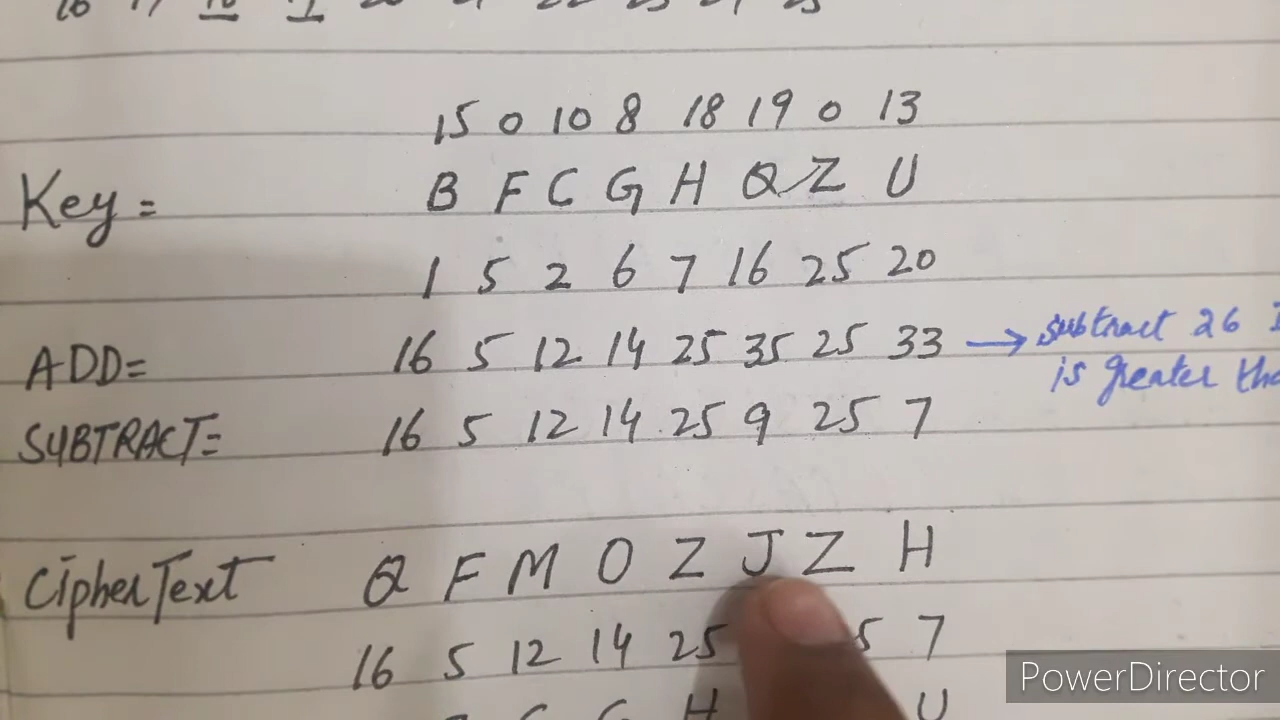 15 0 10 8 18 19 0 13
Key = B F C G H Q Z U
1 5 2 6 7 16 25 20
ADD= 16 5 12 14 25 35 25 33 → subtract 26
is greater
SUBTRACT= 16 5 12 14 25 9 25 7
CipherText Q F M O Z J Z H
16 5 12 14 25 5 7
H U
PowerDirector